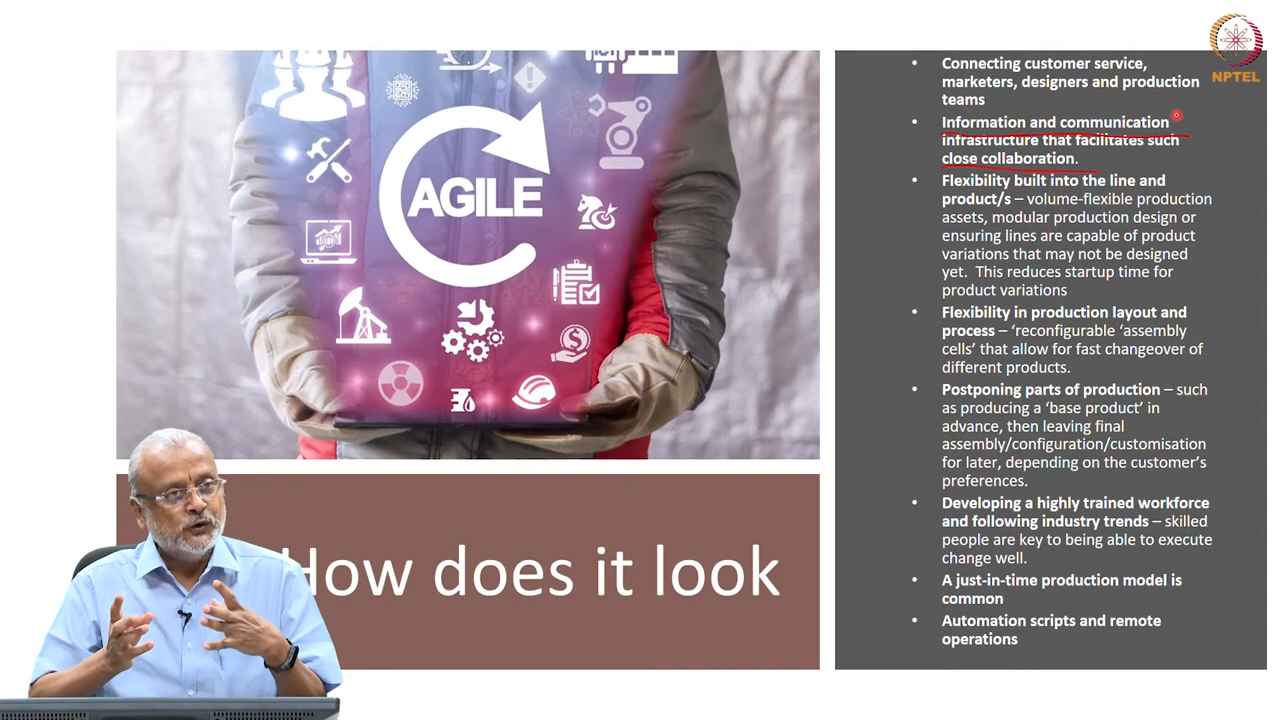 NPTEL
AGILE
How does it look
• Connecting customer service,
marketers, designers and production
teams
• Information and communication
infrastructure that facilitates such
close collaboration.
• Flexibility built into the line and
product/s – volume-flexible production
assets, modular production design or
ensuring lines are capable of product
variations that may not be designed
yet.  This reduces startup time for
product variations
• Flexibility in production layout and
process – ‘reconfigurable ‘assembly
cells’ that allow for fast changeover of
different products.
• Postponing parts of production – such
as producing a ‘base product’ in
advance, then leaving final
assembly/configuration/customisation
for later, depending on the customer’s
preferences.
• Developing a highly trained workforce
and following industry trends – skilled
people are key to being able to execute
change well.
• A just-in-time production model is
common
• Automation scripts and remote
operations